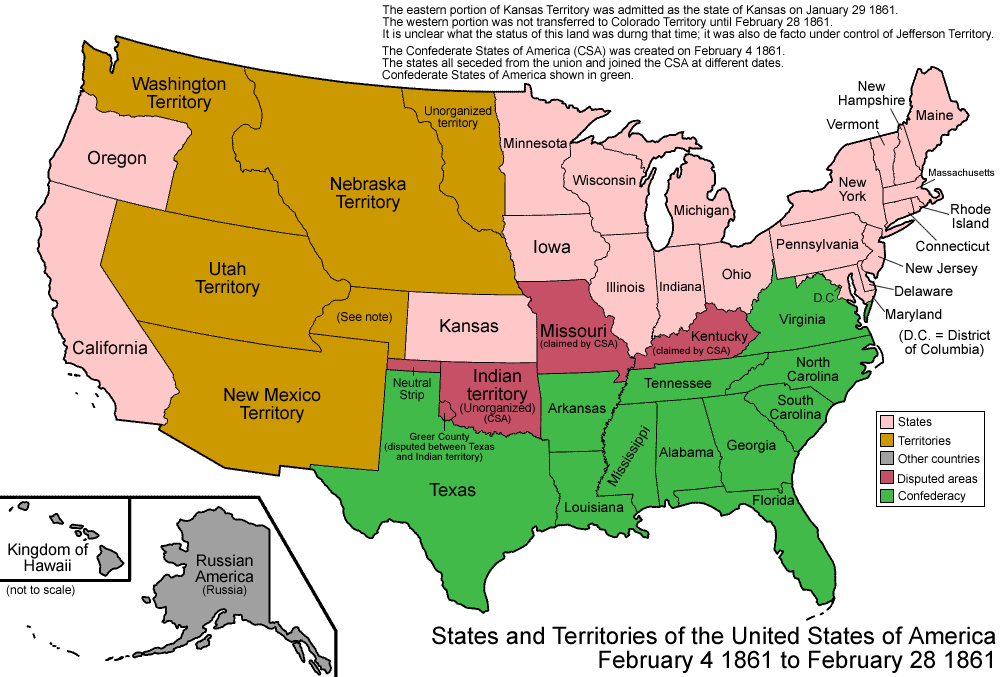 The eastern portion of Kansas Territory was admitted as the state of Kansas on January 29 1861.
The western portion was not transferred to Colorado Territory until February 28 1861.
It is unclear what the status of this land was durng that time; it was also de facto under control of Jefferson Territory.
The Confederate States of America (CSA) was created on February 4 1861.
The states all seceded from the union and joined the CSA at different dates.
Confederate States of America shown in green.
Washington
Territory
Unorganized
territory
Oregon
Nebraska
Territory
Minnesota
Wisconsin
Michigan
New
Hampshire
Vermont
Maine
Massachusetts
New
York
Rhode
Island
Connecticut
Pennsylvania
New Jersey
Delaware
Maryland
(D.C. = District
of Columbia)
D.C.
Iowa
Illinois
Indiana
Ohio
Utah
Territory
(See note)
Kansas
Missouri
(claimed by CSA)
Kentucky
(claimed by CSA)
Virginia
California
New Mexico
Territory
Neutral
Strip
Indian
territory
(Unorganized)
(CSA)
Greer County
(disputed between Texas
and Indian territory)
Arkansas
Tennessee
North
Carolina
South
Carolina
Mississippi
Alabama
Georgia
Texas
Louisiana
Florida
States
Territories
Other countries
Disputed areas
Confederacy
Kingdom of
Hawaii
(not to scale)
Russian
America
(Russia)
States and Territories of the United States of America
February 4 1861 to February 28 1861